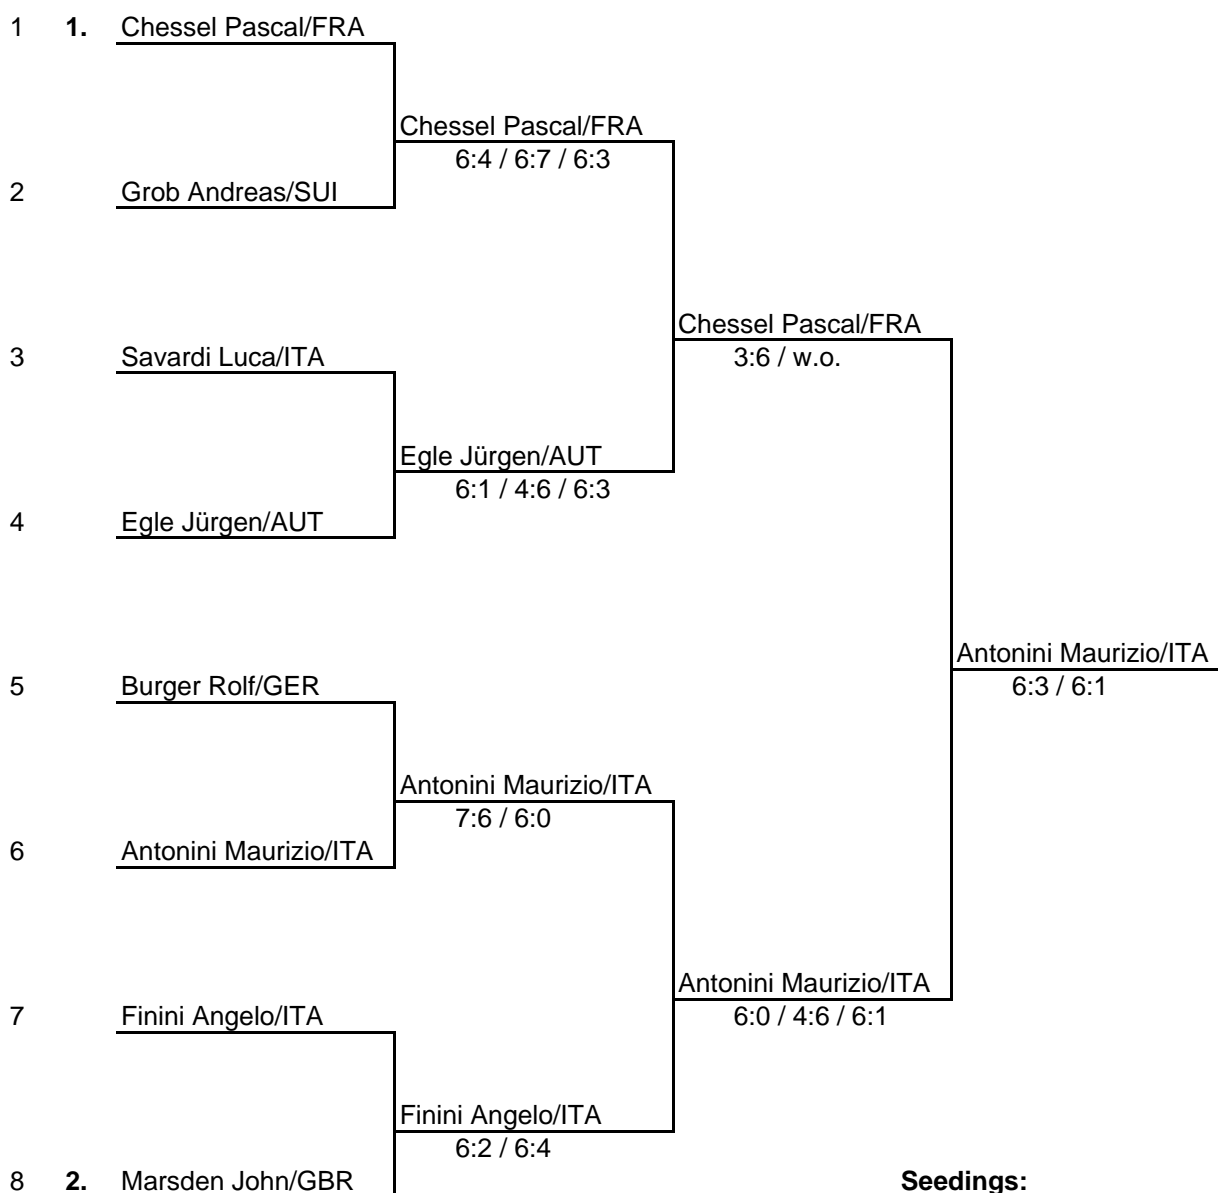 1 1. Chessel Pascal/FRA
Chessel Pascal/FRA
6:4 / 6:7 / 6:3
2 Grob Andreas/SUI
Chessel Pascal/FRA
3 Savardi Luca/ITA 3:6 / w.o.
Egle Jürgen/AUT
6:1 / 4:6 / 6:3
4 Egle Jürgen/AUT
Antonini Maurizio/ITA
5 Burger Rolf/GER 6:3 / 6:1
Antonini Maurizio/ITA
7:6 / 6:0
6 Antonini Maurizio/ITA
Antonini Maurizio/ITA
7 Finini Angelo/ITA 6:0 / 4:6 / 6:1
Finini Angelo/ITA
6:2 / 6:4
8 2. Marsden John/GBR Seedings: